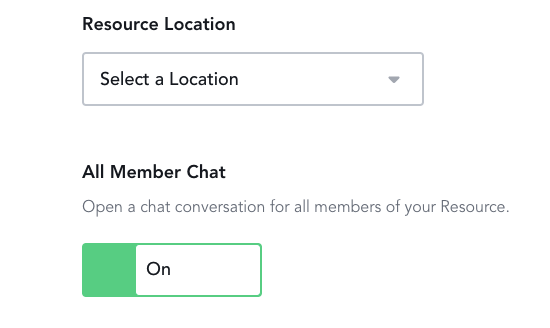 Resource Location
Select a Location
All Member Chat
Open a chat conversation for all members of your Resource.
On